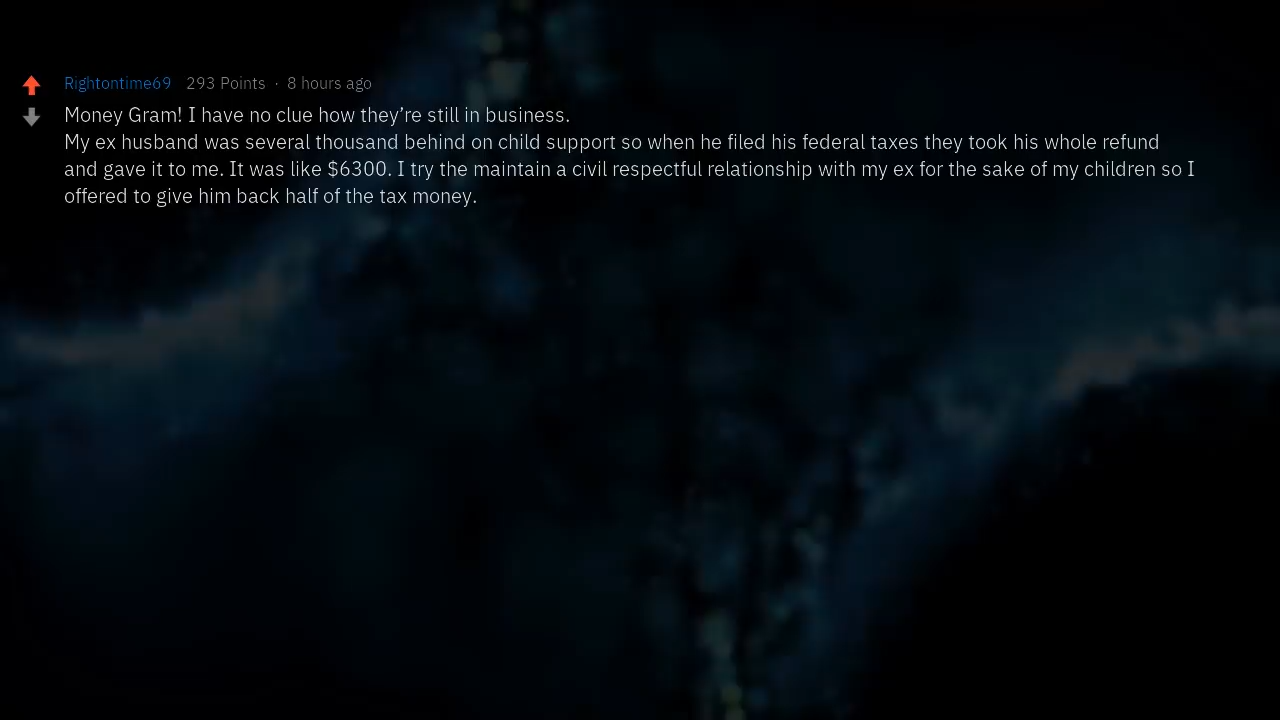 Rightontime69 293 Points · 8 hours ago
Money Gram! I have no clue how they’re still in business.
My ex husband was several thousand behind on child support so when he filed his federal taxes they took his whole refund
and gave it to me. It was like $6300. I try the maintain a civil respectful relationship with my ex for the sake of my children so I
offered to give him back half of the tax money.